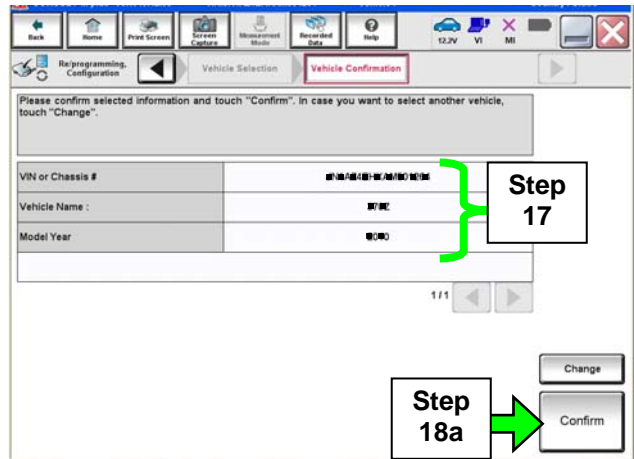 Back
Home
Print Screen
Screen Capture
Measurement Mode
Recorded Data
Help
12.2V
VI
MI
Re/programming, Configuration
Vehicle Selection
Vehicle Confirmation
Please confirm selected information and to touch "Confirm". In case you want to select another vehicle,
touch "Change".
VIN or Chassis #
Vehicle Name :
Model Year
Step
17
1/1
Change
Step
18a
Confirm